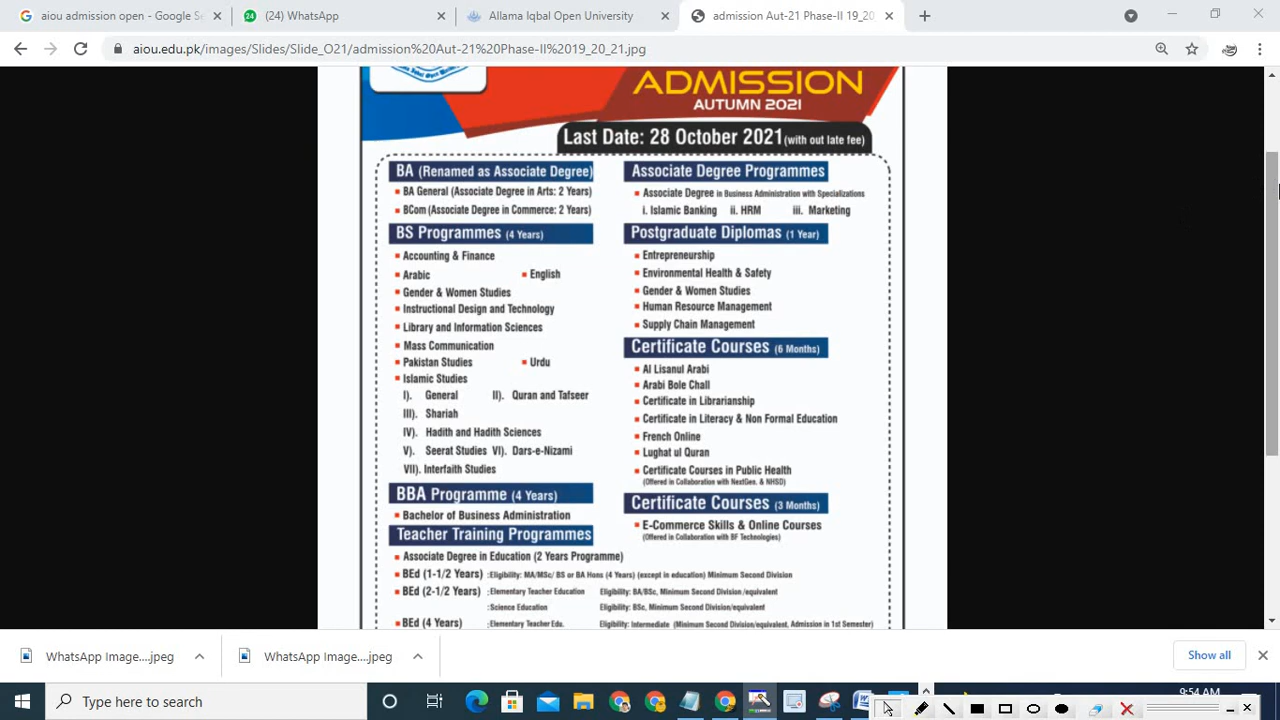 aiou admission open - Google Se
(24) WhatsApp
Allama Iqbal Open University
admission Aut-21 Phase-II 19_20
aiou.edu.pk/images/Slides/Slide_O21/admission%20Aut-21%20Phase-II%2019_20_21.jpg
ADMISSION
AUTUMN 2021
Last Date: 28 October 2021 (with out late fee)
BA (Renamed as Associate Degree)
BA General (Associate Degree in Arts: 2 Years)
BCom (Associate Degree in Commerce: 2 Years)
BS Programmes (4 Years)
Accounting & Finance
Arabic
English
Gender & Women Studies
Instructional Design and Technology
Library and Information Sciences
Mass Communication
Pakistan Studies
Urdu
Islamic Studies
I). General II). Quran and Tafseer
III). Shariah
IV). Hadith and Hadith Sciences
V). Seerat Studies VI). Dars-e-Nizami
VII). Interfaith Studies
BBA Programme (4 Years)
Bachelor of Business Administration
Associate Degree Programmes
Associate Degree in Business Administration with Specializations
i. Islamic Banking ii. HRM iii. Marketing
Postgraduate Diplomas (1 Year)
Entrepreneurship
Environmental Health & Safety
Gender & Women Studies
Human Resource Management
Supply Chain Management
Certificate Courses (6 Months)
Al Lisanul Arabi
Arabi Bole Chall
Certificate in Librarianship
Certificate in Literacy & Non Formal Education
French Online
Lughat ul Quran
Certificate Courses in Public Health
(Offered in Collaboration with NextGen. & NHSD)
Certificate Courses (3 Months)
E-Commerce Skills & Online Courses
(Offered in Collaboration with BF Technologies)
Teacher Training Programmes
Associate Degree in Education (2 Years Programme)
BEd (1-1/2 Years) :Eligibility: MA/MSc/ BS or BA Hons (4 Years) (except in education) Minimum Second Division
BEd (2-1/2 Years) :Elementary Teacher Education Eligibility: BA/BSc, Minimum Second Division /equivalent
:Science Education Eligibility: BSc, Minimum Second Division/equivalent
BEd (4 Years) :Elementary Teacher Edu. Eligibility: Intermediate (Minimum Second Division/equivalent, Admission in 1st Semester)
WhatsApp Image....jpeg
WhatsApp Image....jpeg
Show all
Type here to search
9:54 AM